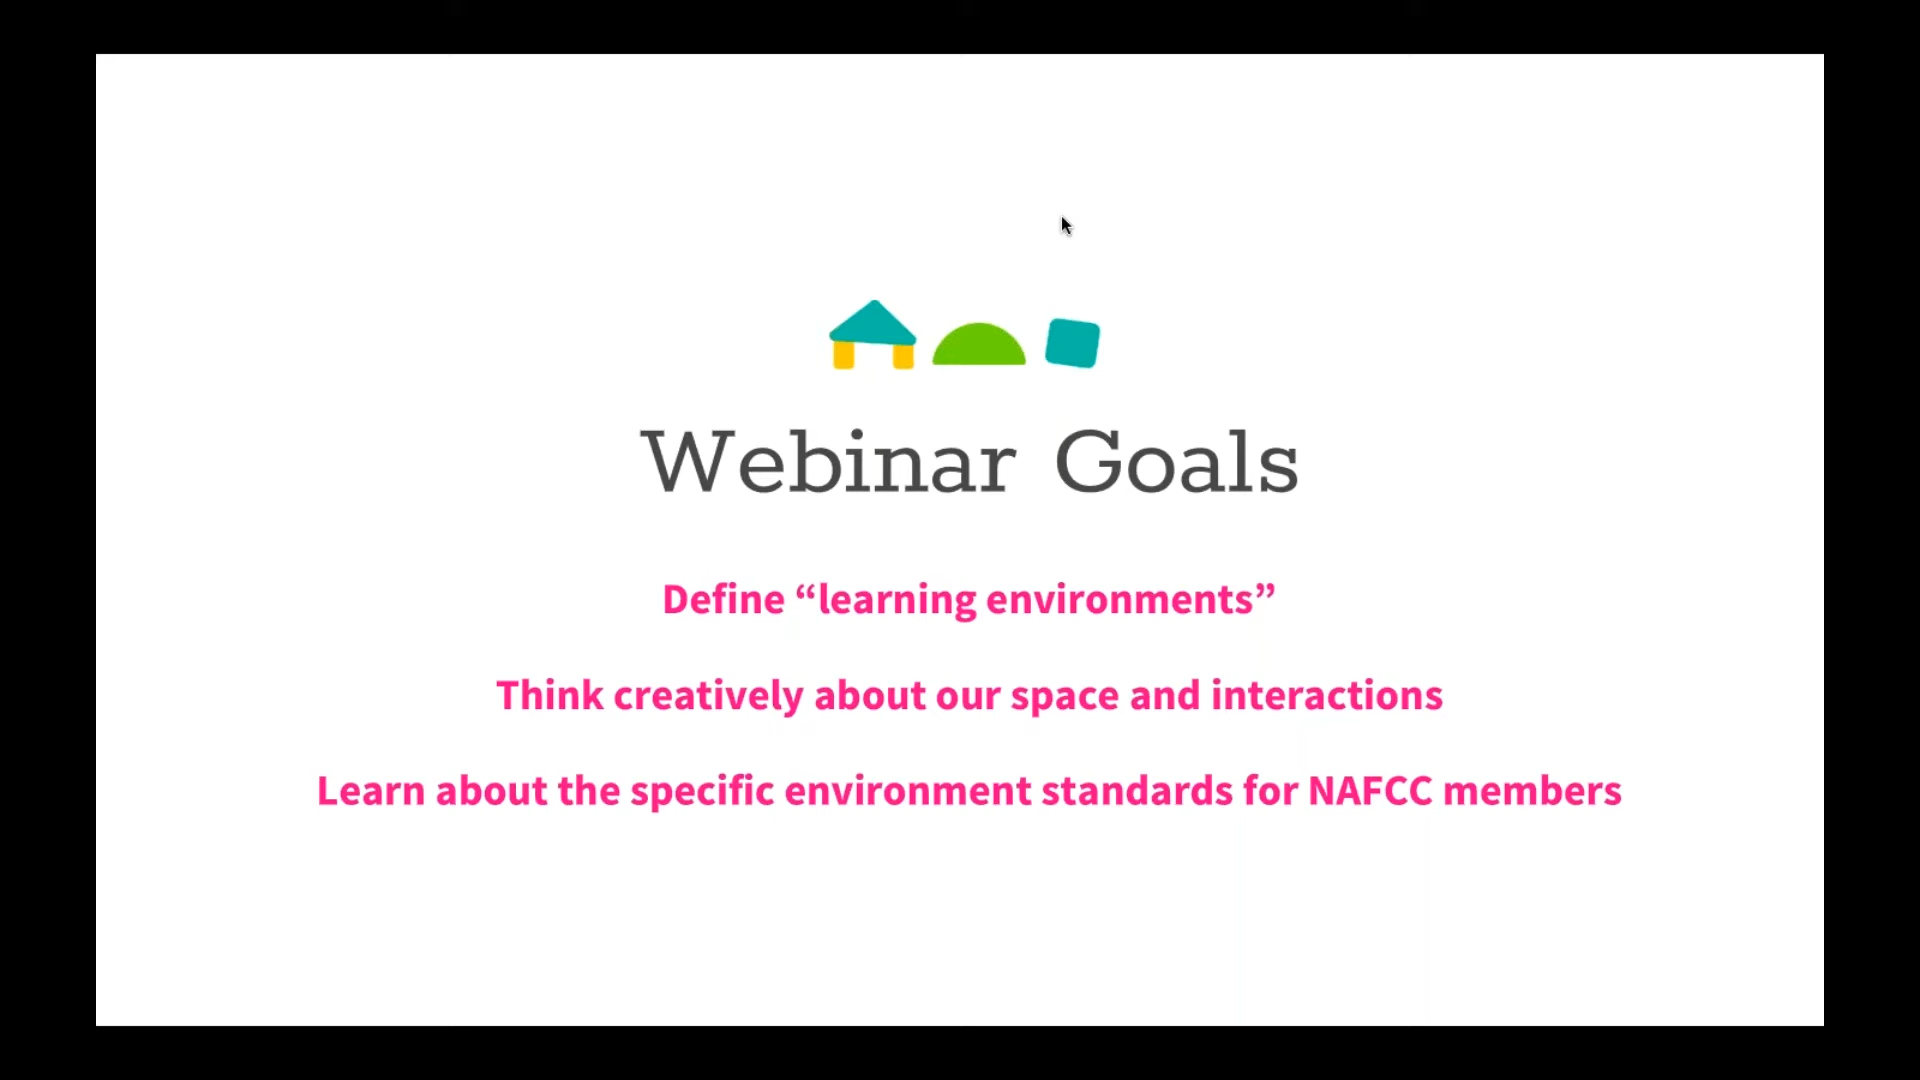 Webinar Goals
Define “learning environments”
Think creatively about our space and interactions
Learn about the specific environment standards for NAFCC members